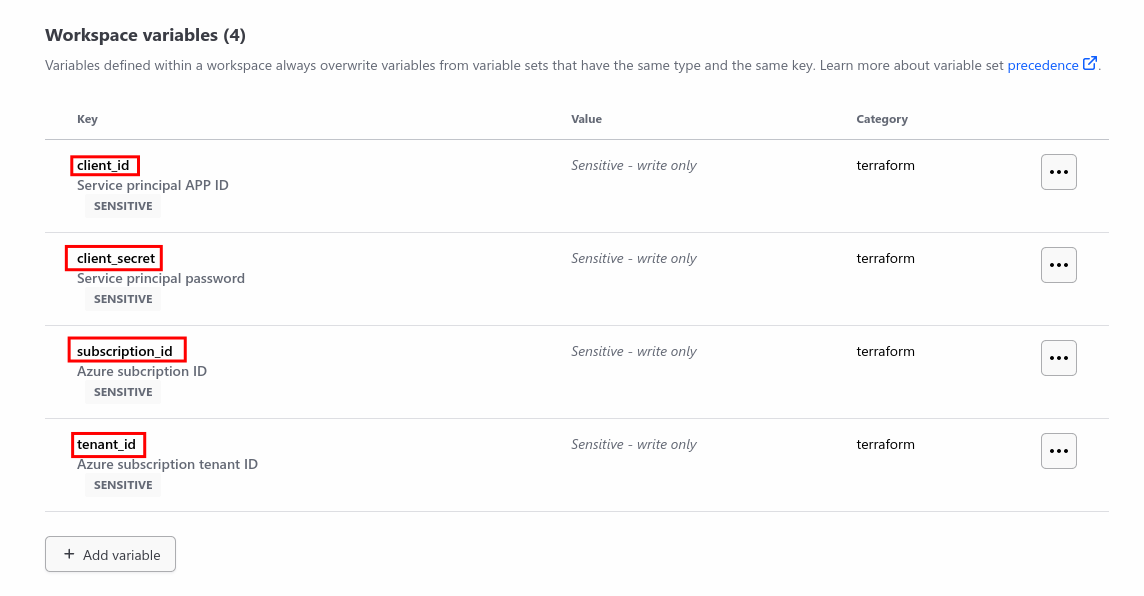 Workspace variables (4)
Variables defined within a workspace always overwrite variables from variable sets that have the same type and the same key. Learn more about variable set precedence.
Key Value Category
client_id Sensitive - write only terraform
Service principal APP ID
SENSITIVE
client_secret Sensitive - write only terraform
Service principal password
SENSITIVE
subscription_id Sensitive - write only terraform
Azure subcription ID
SENSITIVE
tenant_id Sensitive - write only terraform
Azure subscription tenant ID
SENSITIVE
+ Add variable